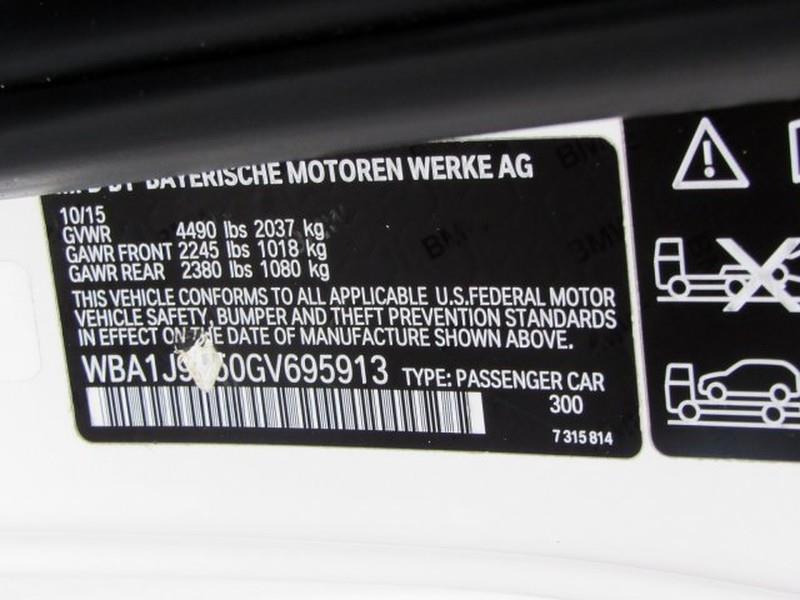 MFD BY BAYERISCHE MOTOREN WERKE AG
10/15
GVWR 4490 lbs 2037 kg
GAWR FRONT 2245 lbs 1018 kg
GAWR REAR 2380 lbs 1080 kg
THIS VEHICLE CONFORMS TO ALL APPLICABLE U.S.FEDERAL MOTOR
VEHICLE SAFETY, BUMPER AND THEFT PREVENTION STANDARDS
IN EFFECT ON THE DATE OF MANUFACTURE SHOWN ABOVE.
TYPE: PASSENGER CAR
300
7 315 814